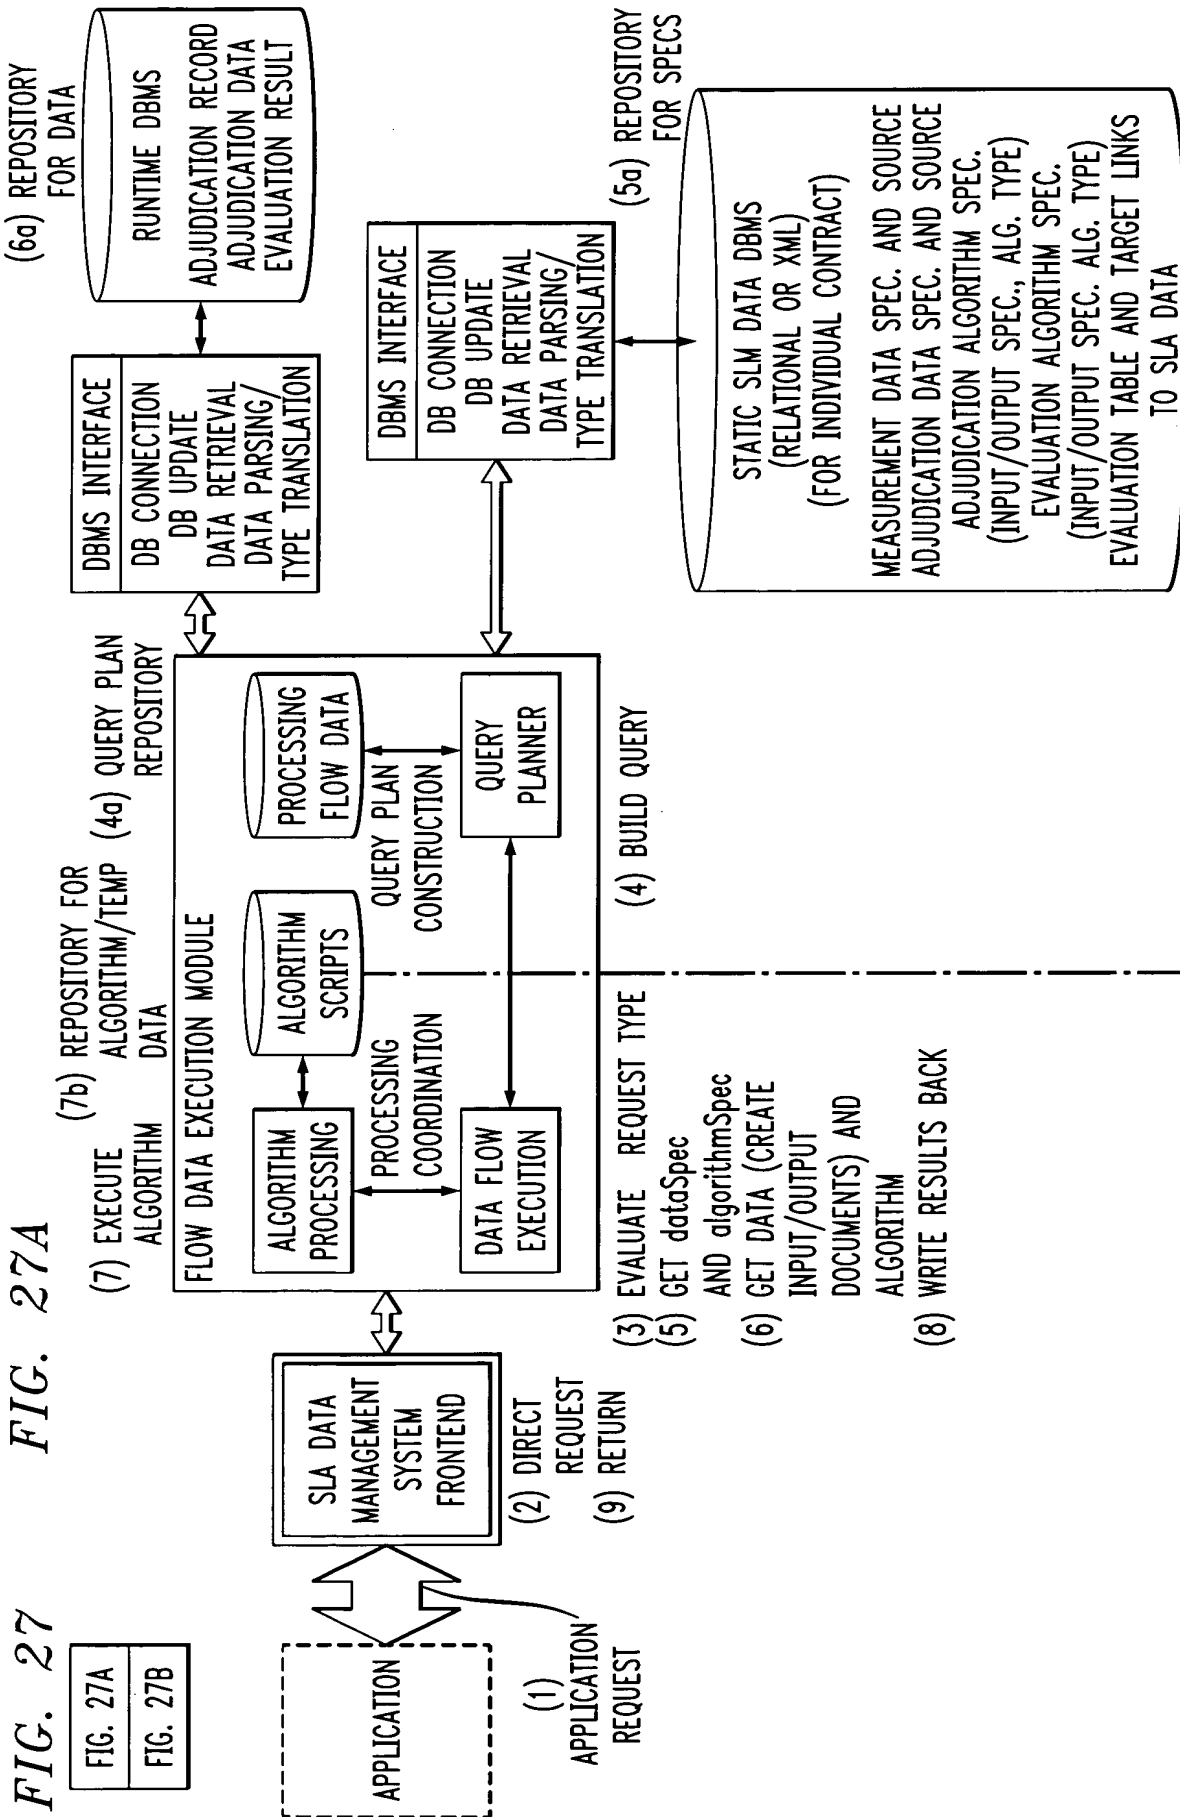 FIG. 27
FIG. 27A
FIG. 27B
FIG. 27A
APPLICATION
(1)
APPLICATION
REQUEST
SLA DATA
MANAGEMENT
SYSTEM
FRONTEND
(2) DIRECT
REQUEST
(9) RETURN
(7) EXECUTE
ALGORITHM
(7b) REPOSITORY FOR
ALGORITHM/TEMP
DATA
(4a) QUERY PLAN
REPOSITORY
FLOW DATA EXECUTION MODULE
ALGORITHM
PROCESSING
ALGORITHM
SCRIPTS
PROCESSING
FLOW DATA
PROCESSING
COORDINATION
QUERY PLAN
CONSTRUCTION
DATA FLOW
EXECUTION
QUERY
PLANNER
(3) EVALUATE REQUEST TYPE
(5) GET dataSpec
AND algorithmSpec
(6) GET DATA (CREATE
INPUT/OUTPUT
DOCUMENTS) AND
ALGORITHM
(8) WRITE RESULTS BACK
(4) BUILD QUERY
DBMS INTERFACE
DB CONNECTION
DB UPDATE
DATA RETRIEVAL
DATA PARSING/
TYPE TRANSLATION
(6a) REPOSITORY
FOR DATA
RUNTIME DBMS
ADJUDICATION RECORD
ADJUDICATION DATA
EVALUATION RESULT
DBMS INTERFACE
DB CONNECTION
DB UPDATE
DATA RETRIEVAL
DATA PARSING/
TYPE TRANSLATION
(5a) REPOSITORY
FOR SPECS
STATIC SLM DATA DBMS
(RELATIONAL OR XML)
(FOR INDIVIDUAL CONTRACT)
MEASUREMENT DATA SPEC. AND SOURCE
ADJUDICATION DATA SPEC. AND SOURCE
ADJUDICATION ALGORITHM SPEC.
(INPUT/OUTPUT SPEC., ALG. TYPE)
EVALUATION ALGORITHM SPEC.
(INPUT/OUTPUT SPEC. ALG. TYPE)
EVALUATION TABLE AND TARGET LINKS
TO SLA DATA